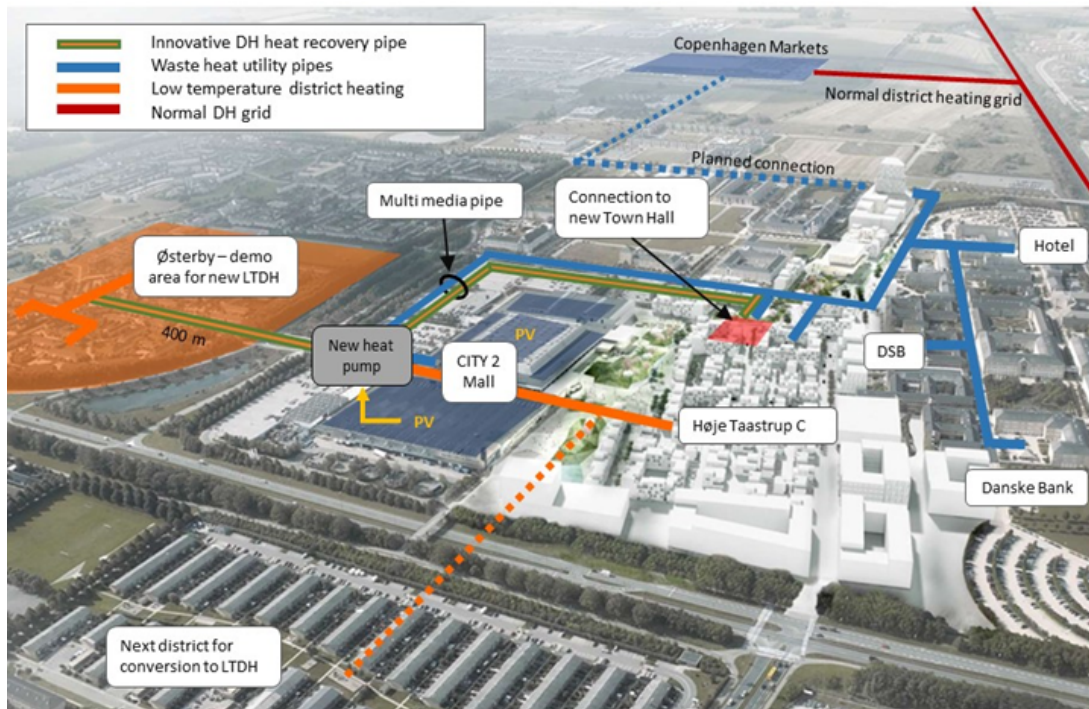 Innovative DH heat recovery pipe
Waste heat utility pipes
Low temperature district heating
Normal DH grid
Copenhagen Markets
Normal district heating grid
Planned connection
Multi media pipe
Connection to
new Town Hall
Østerby – demo
area for new LTDH
Hotel
400 m
New heat
pump
PV
CITY 2
Mall
DSB
PV
Høje Taastrup C
Danske Bank
Next district for
conversion to LTDH